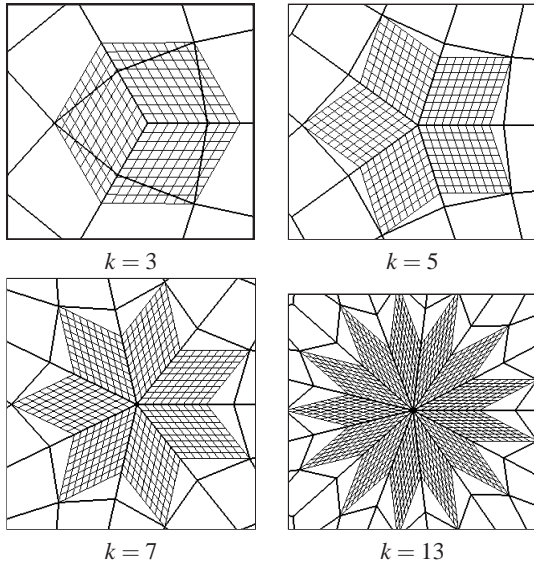 k = 3
k = 5
k = 7
k = 13